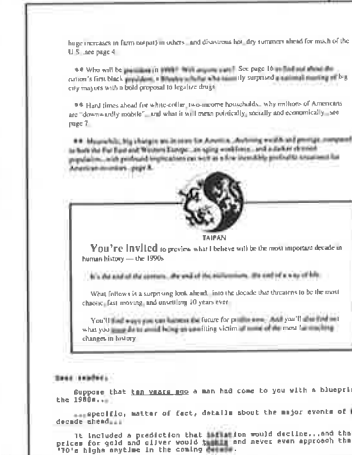 huge increases in farm output) in others...and disastrous hot, dry summers ahead for much of the
U.S...see page 4.
** Who will be president in 1998? Will anyone care? See page 16 to find out about the
nation's first black president, a Rhodes scholar who recently surprised a national meeting of big
city mayors with a bold proposal to legalize drugs.
** Hard times ahead for white-collar, two-income households.. why millions of Americans
are "downwardly mobile"...and what it will mean politically, socially and economically...see
page 7.
** Meanwhile, big changes are in store for America...declining wealth and prestige, compared
to both the Far East and Western Europe...an aging workforce...and a darker skinned
population...with profound implications as well as a few incredibly profitable situations for
American investors...page 8.
TAIPAN
You're Invited to preview what I believe will be the most important decade in
human history — the 1990s
It's the end of the century...the end of the millennium, the end of a way of life.
What follows is a surprising look ahead...into the decade that threatens to be the most
chaotic, fast moving, and unsettling 10 years ever.
You'll find ways you can harness the future for profits now. And you'll also find out
what you must do to avoid being an unwilling victim of some of the most far-reaching
changes in history.
Dear reader,
Suppose that ten years ago a man had come to you with a blueprint
the 1980s...
...specific, matter of fact, details about the major events of
decade ahead...
It included a prediction that inflation would decline...and tha
prices for gold and silver would tumble and never even approach the
'70's highs anytime in the coming decade.